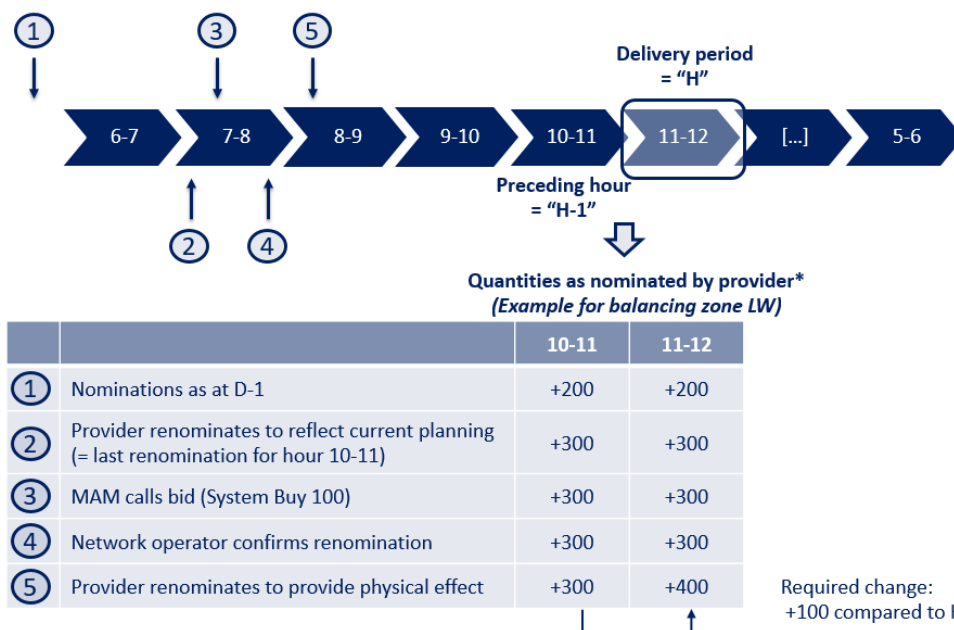 1
3
5
Delivery period
= "H"
6-7
7-8
8-9
9-10
10-11
11-12
[...]
5-6
Preceding hour
= "H-1"
2
4
Quantities as nominated by provider*
(Example for balancing zone LW)
10-11 11-12
1 Nominations as at D-1 +200 +200
2 Provider renominates to reflect current planning
(= last renomination for hour 10-11) +300 +300
3 MAM calls bid (System Buy 100) +300 +300
4 Network operator confirms renomination +300 +300
5 Provider renominates to provide physical effect +300 +400
Required change:
+100 compared to